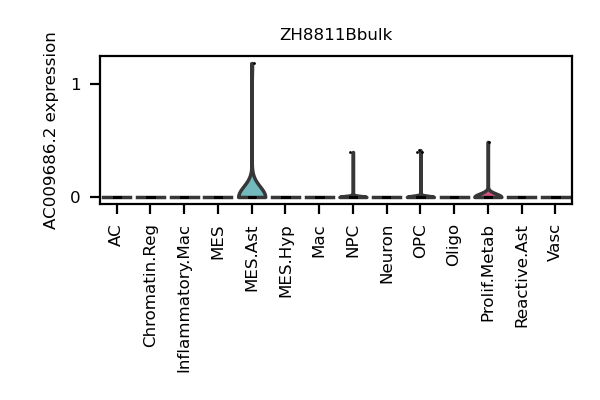 ZH8811Bbulk
AC009686.2 expression
1
0
AC
Chromatin.Reg
Inflammatory.Mac
MES
MES.Ast
MES.Hyp
Mac
NPC
Neuron
OPC
Oligo
Prolif.Metab
Reactive.Ast
Vasc